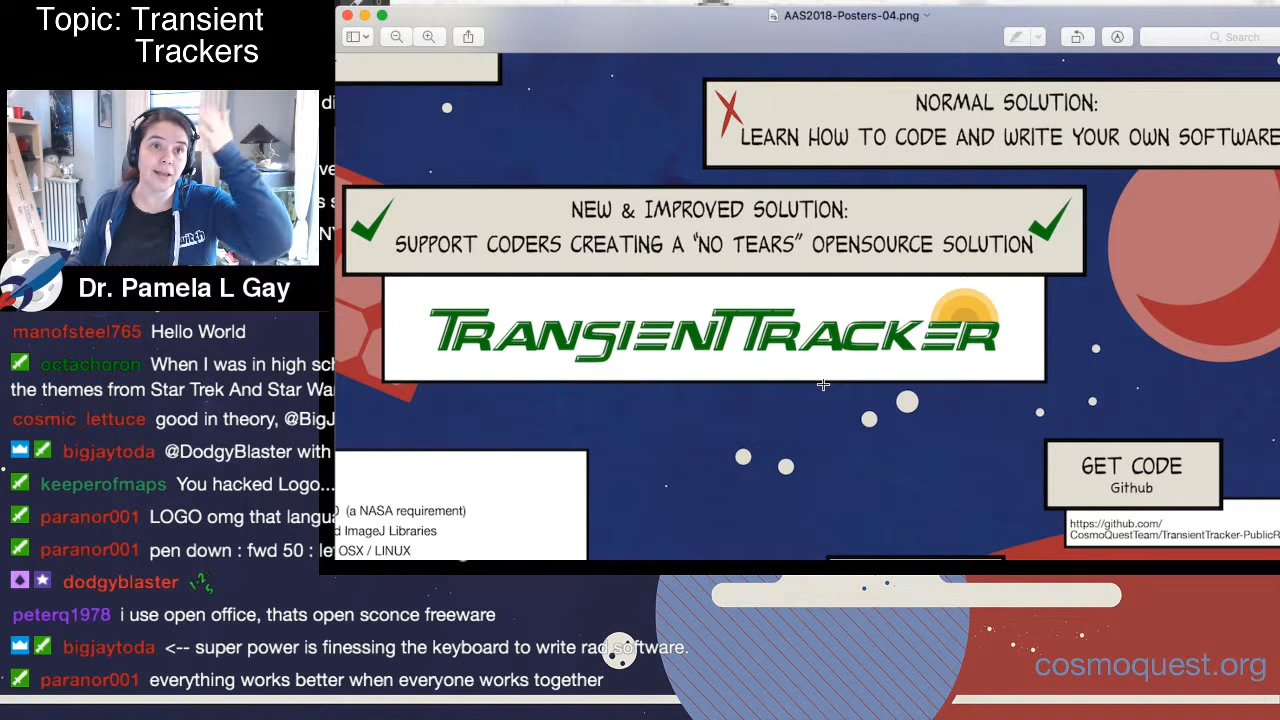 Topic: Transient
Trackers
AAS2018-Posters-04.png
Search
NORMAL SOLUTION:
LEARN HOW TO CODE AND WRITE YOUR OWN SOFTWARE
NEW & IMPROVED SOLUTION:
SUPPORT CODERS CREATING A "NO TEARS" OPENSOURCE SOLUTION
TRANSIENTTRACKER
twitch
Dr. Pamela L Gay
manofsteel765 Hello World
octachoron When I was in high sch
the themes from Star Trek And Star Wa
cosmic_lettuce good in theory, @BigJ
bigjaytoda @DodgyBlaster with
keeperofmaps You hacked Logo...
paranor001 LOGO omg that langua
paranor001 pen down : fwd 50 : le
dodgyblaster
peterq1978 i use open office, thats open sconce freeware
bigjaytoda <-- super power is finessing the keyboard to write rad software.
paranor001 everything works better when everyone works together
(a NASA requirement)
d ImageJ Libraries
OSX / LINUX
GET CODE
Github
https://github.com/
CosmoQuestTeam/TransientTracker-PublicR
cosmoquest.org